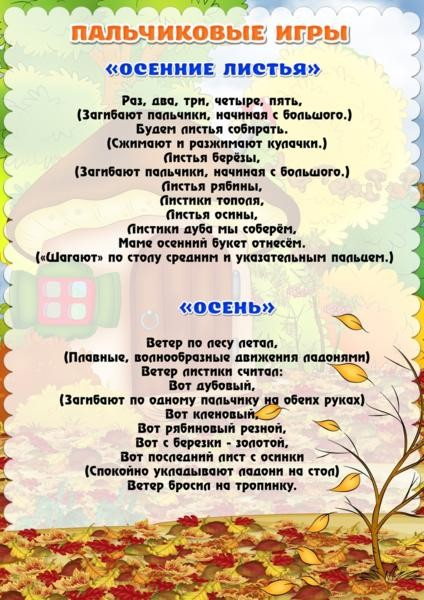 ПАЛЬЧИКОВЫЕ ИГРЫ
«ОСЕННИЕ ЛИСТЬЯ»
Раз, два, три, четыре, пять,
(Загибают пальчики, начиная с большого.)
Будем листья собирать.
(Сжимают и разжимают кулачки.)
Листья берёзы,
(Загибают пальчики, начиная с большого.)
Листья рябины,
Листики тополя,
Листья осины,
Листики дуба мы соберём,
Маме осенний букет отнесём.
(«Шагают» по столу средним и указательным пальцем.)
«ОСЕНЬ»
Ветер по лесу летал,
(Плавные, волнообразные движения ладонями)
Ветер листики считал:
Вот дубовый,
(Загибают по одному пальчику на обеих руках)
Вот кленовый,
Вот рябиновый резной,
Вот с березки - золотой,
Вот последний лист с осинки
(Спокойно укладывают ладони на стол)
Ветер бросил на тропинку.